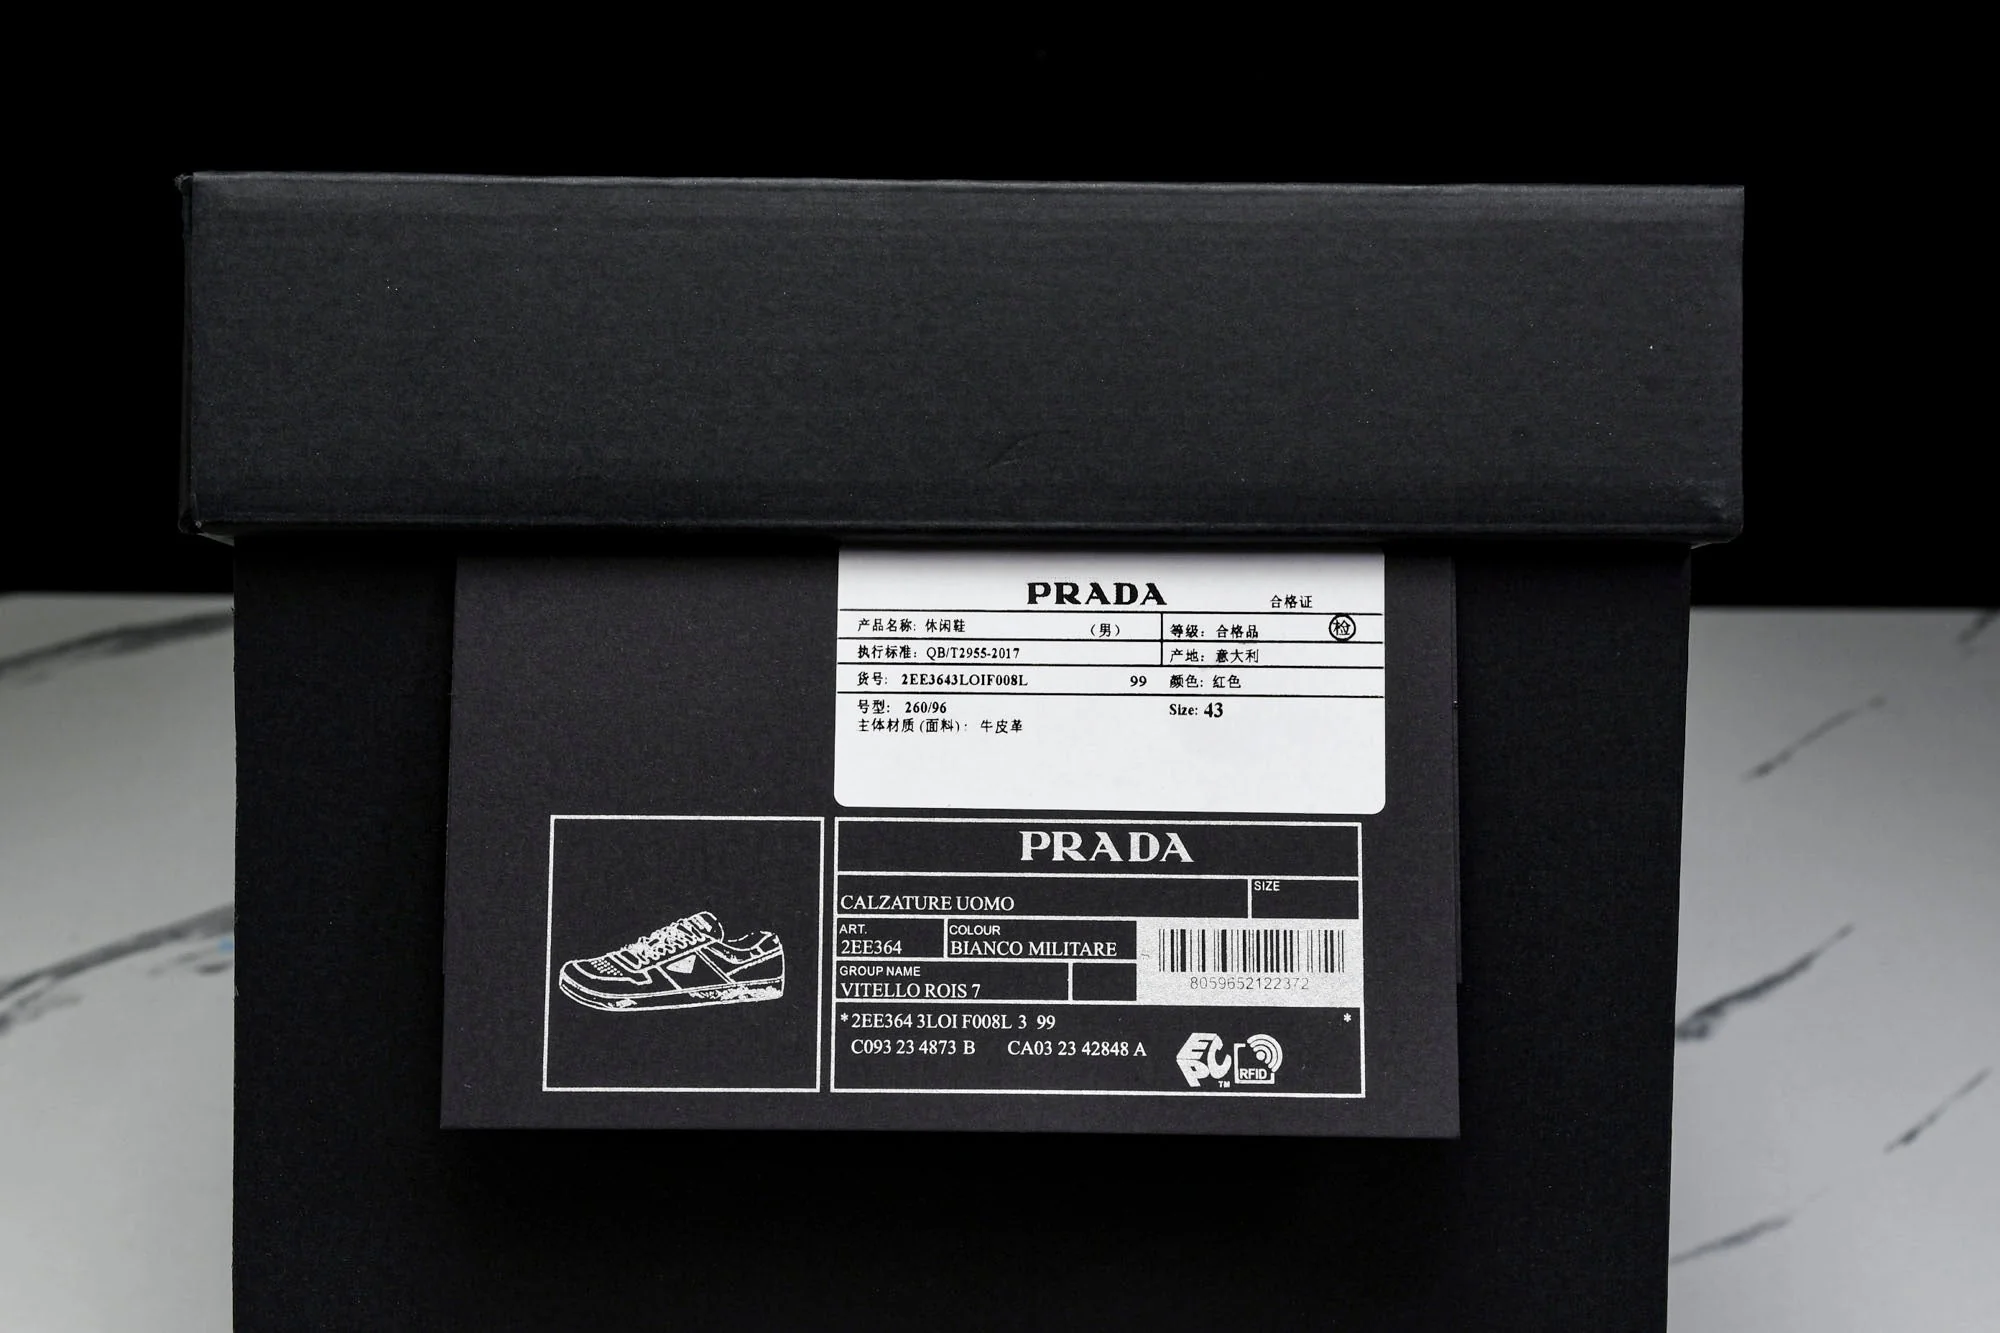 PRADA 合格证
产品名称: 休闲鞋 (男) 等级: 合格品 检
执行标准: QB/T2955-2017 产地: 意大利
货号: 2EE3643LOIF008L 99 颜色: 红色
号型: 260/96 Size: 43
主体材质(面料): 牛皮革
PRADA
CALZATURE UOMO SIZE
ART. COLOUR
2EE364 BIANCO MILITARE
GROUP NAME
VITELLO ROIS 7
8059652122372
*2EE364 3LOI F008L 3 99 *
C093 23 4873 B CA03 23 42848 A
EPC TM RFID